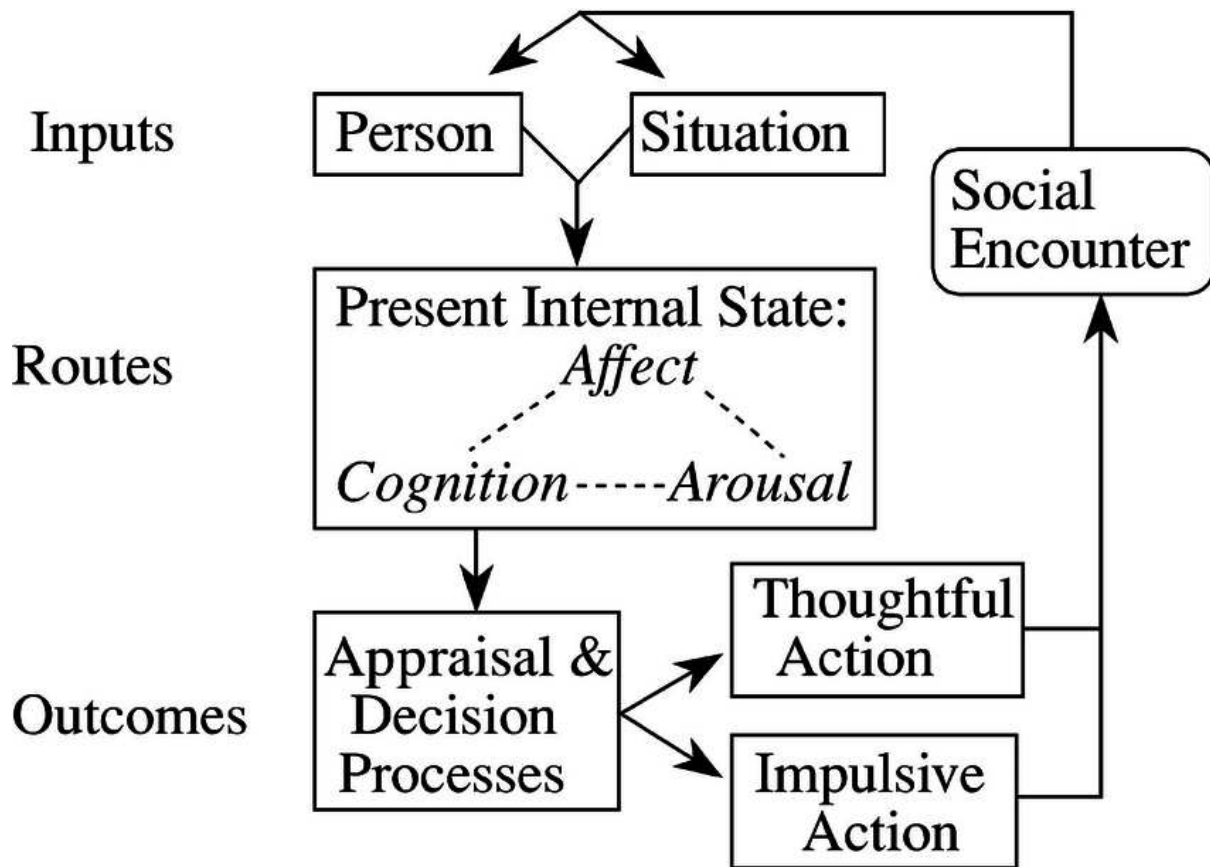 Inputs
Person
Situation
Social
Encounter
Routes
Present Internal State:
Affect
Cognition
Arousal
Outcomes
Appraisal &
Decision
Processes
Thoughtful
Action
Impulsive
Action